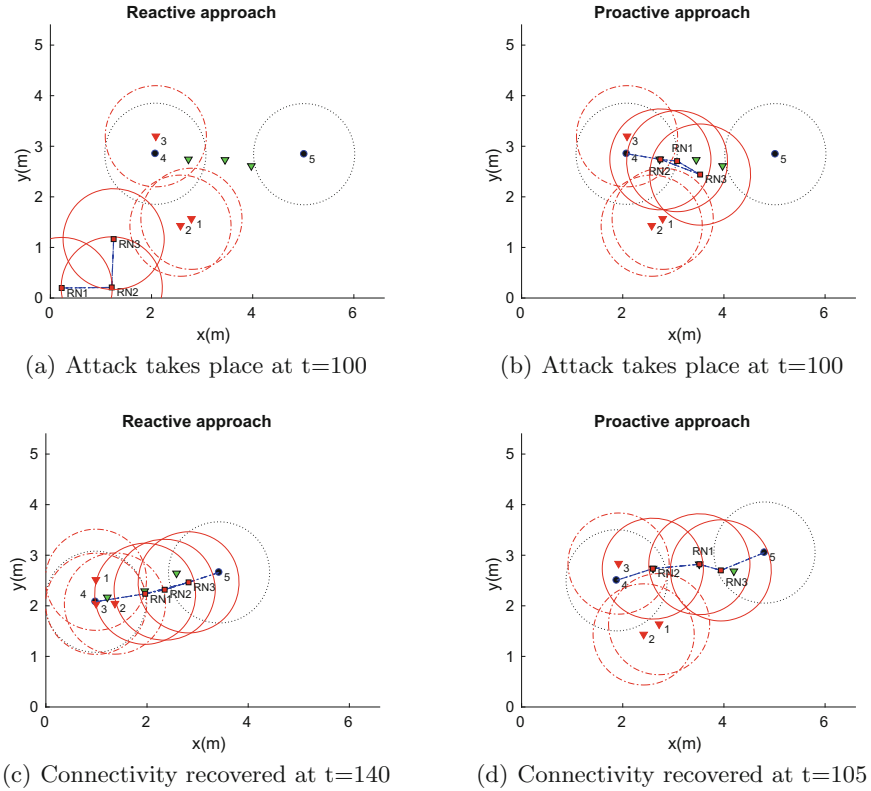 Reactive approach
5
4
3
2
1
0
0
2
4
6
y(m)
x(m)
3
4
5
1
2
RN3
RN1
RN2
(a) Attack takes place at t=100
Proactive approach
5
4
3
2
1
0
0
2
4
6
y(m)
x(m)
3
4
RN1
RN2
RN3
5
1
2
(b) Attack takes place at t=100
Reactive approach
5
4
3
2
1
0
0
2
4
6
y(m)
x(m)
1
4
3
2
RN1
RN2
RN3
5
(c) Connectivity recovered at t=140
Proactive approach
5
4
3
2
1
0
0
2
4
6
y(m)
x(m)
3
4
RN2
RN1
RN3
5
1
2
(d) Connectivity recovered at t=105